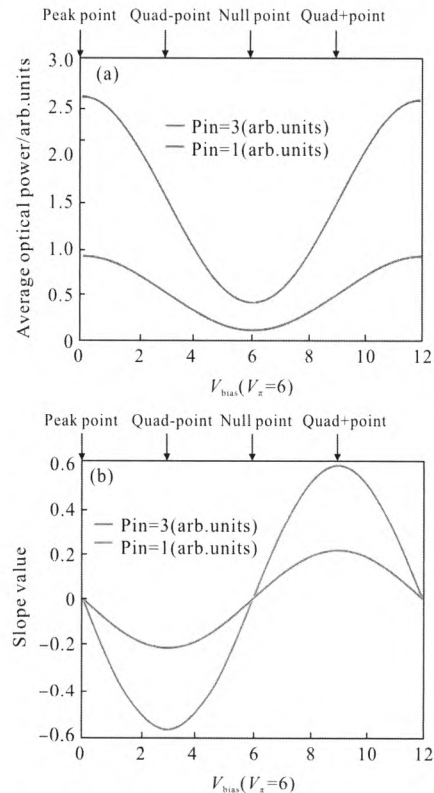 Peak point Quad-point Null point Quad+point
(a)
3.0
2.5
2.0
1.5
1.0
0.5
0
Average optical power/arb.units
Pin=3(arb.units)
Pin=1(arb.units)
0 2 4 6 8 10 12
Vbias(Vπ=6)
Peak point Quad-point Null point Quad+point
(b)
0.6
0.4
0.2
0
−0.2
−0.4
−0.6
Slope value
Pin=3(arb.units)
Pin=1(arb.units)
0 2 4 6 8 10 12
Vbias(Vπ=6)